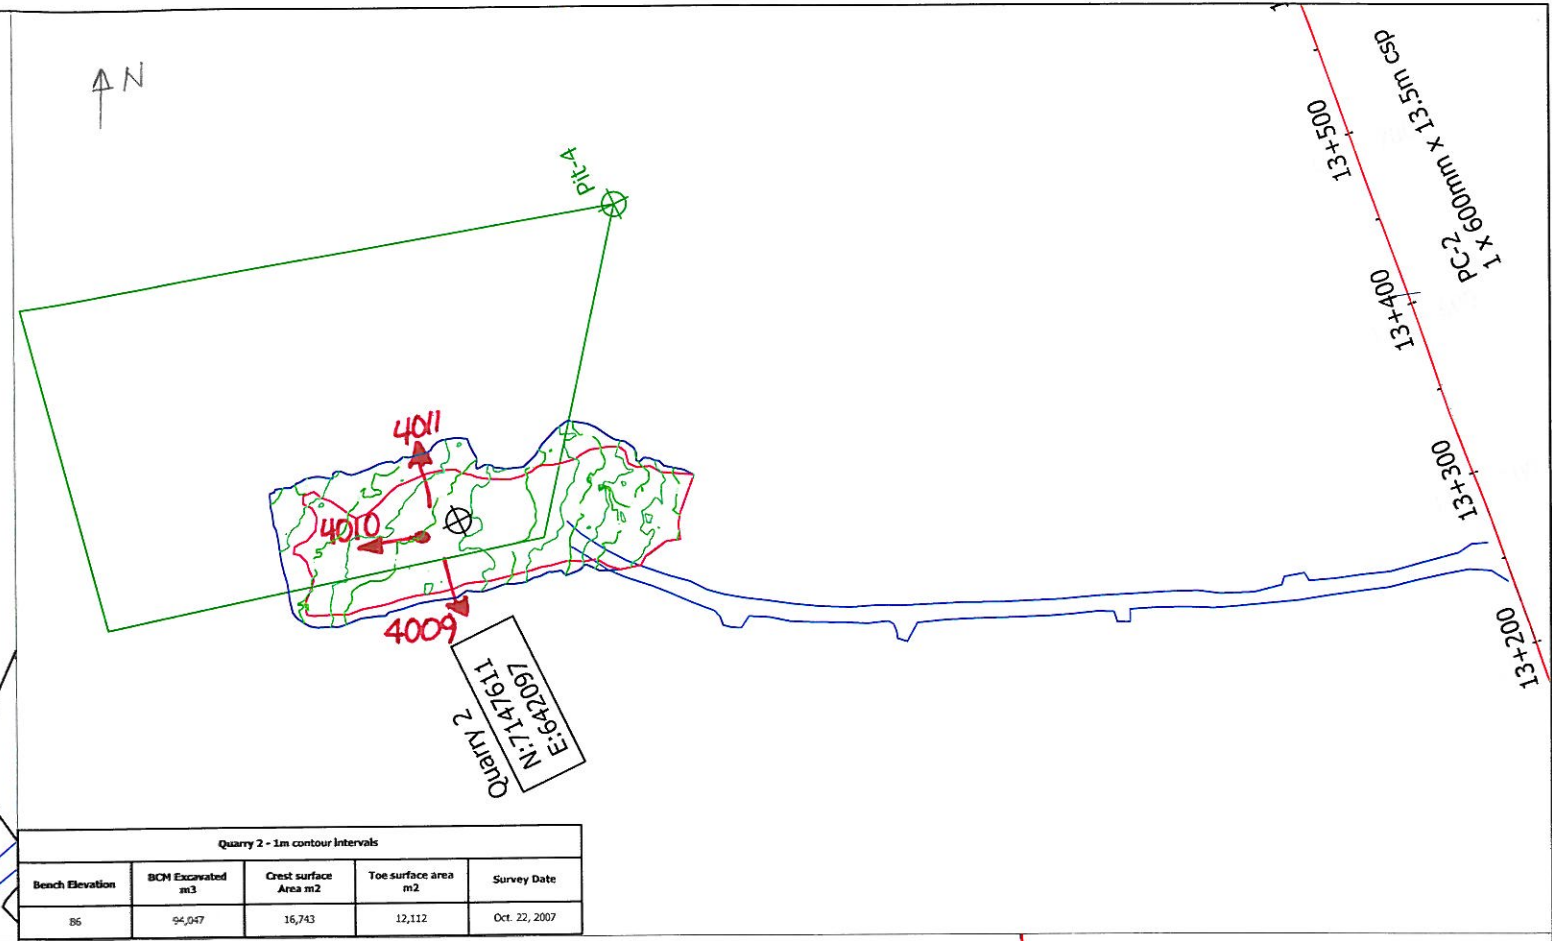 N
Pit-4
13+500
PC-2
1 x 600mm x 13.5m csp
13+400
13+300
13+200
4011
4010
4009
Quarry 2
N:7147611
E:642097
Quarry 2 - 1m contour intervals
Bench Elevation
BCM Excavated
m3
Crest surface
Area m2
Toe surface area
m2
Survey Date
86
94,047
16,743
12,112
Oct. 22, 2007